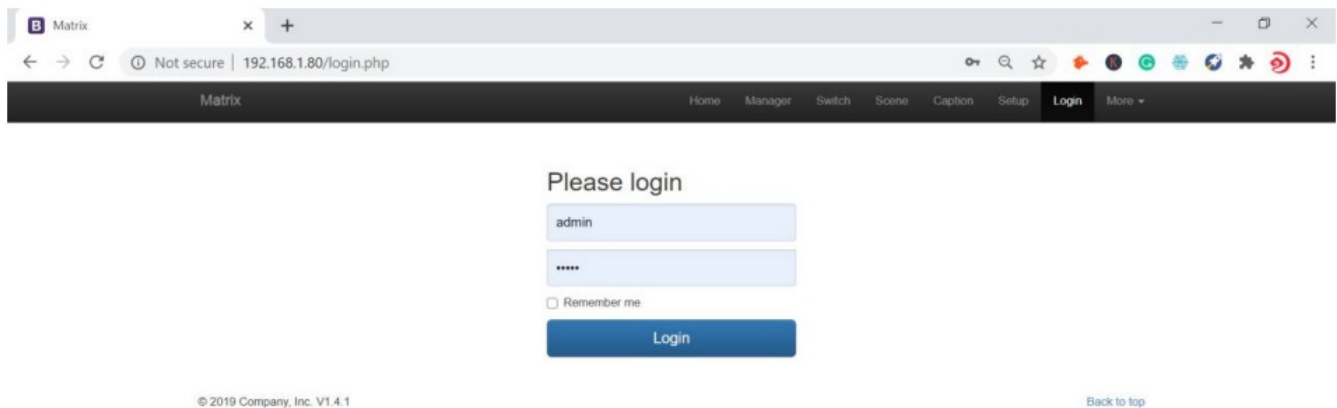 Matrix
Not secure | 192.168.1.80/login.php
Matrix Home Manager Switch Scene Caption Setup Login More
Please login
admin
•••••
Remember me
Login
© 2019 Company, Inc. V1.4.1 Back to top